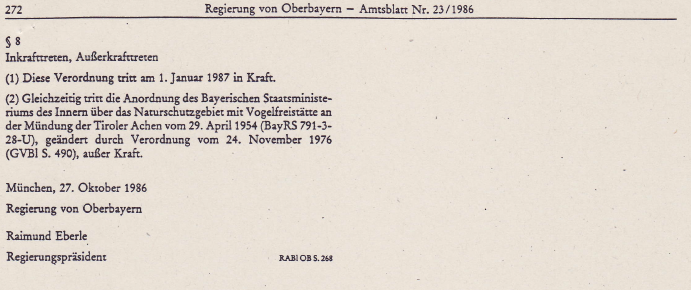 272 Regierung von Oberbayern – Amtsblatt Nr. 23/1986
§ 8
Inkrafttreten, Außerkrafttreten
(1) Diese Verordnung tritt am 1. Januar 1987 in Kraft.
(2) Gleichzeitig tritt die Anordnung des Bayerischen Staatsministe-
riums des Innern über das Naturschutzgebiet mit Vogelfreistätte an
der Mündung der Tiroler Achen vom 29. April 1954 (BayRS 791-3-
28-U), geändert durch Verordnung vom 24. November 1976
(GVBl S. 490), außer Kraft.
München, 27. Oktober 1986
Regierung von Oberbayern
Raimund Eberle
Regierungspräsident RABl OB S. 268